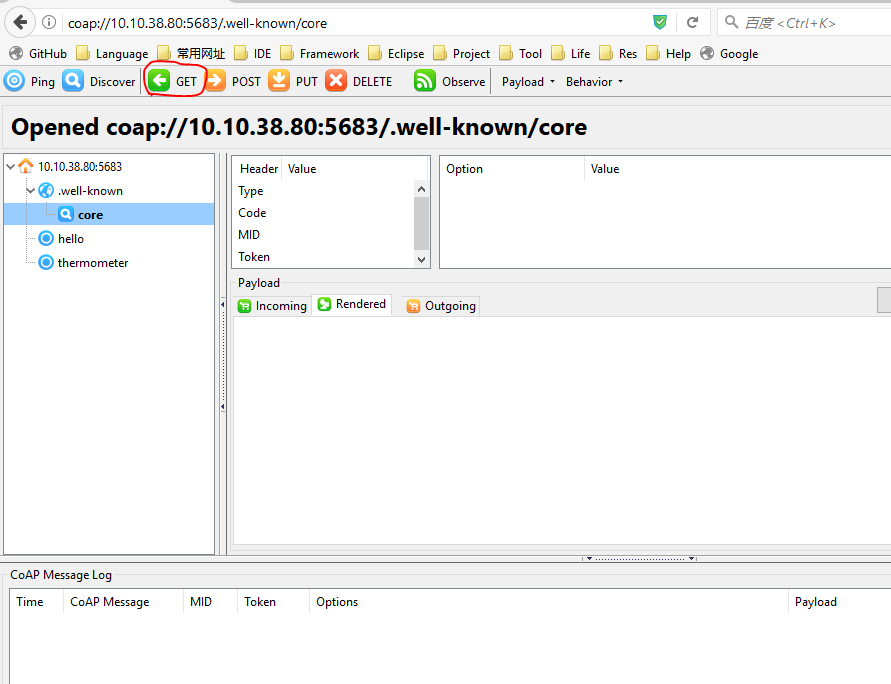 coap://10.10.38.80:5683/.well-known/core 百度 <Ctrl+K>
GitHub Language 常用网址 IDE Framework Eclipse Project Tool Life Res Help Google
Ping Discover GET POST PUT DELETE Observe Payload Behavior
Opened coap://10.10.38.80:5683/.well-known/core
10.10.38.80:5683
.well-known
core
hello
thermometer
Header Value
Type
Code
MID
Token
Option Value
Payload
Incoming Rendered Outgoing
CoAP Message Log
Time CoAP Message MID Token Options Payload